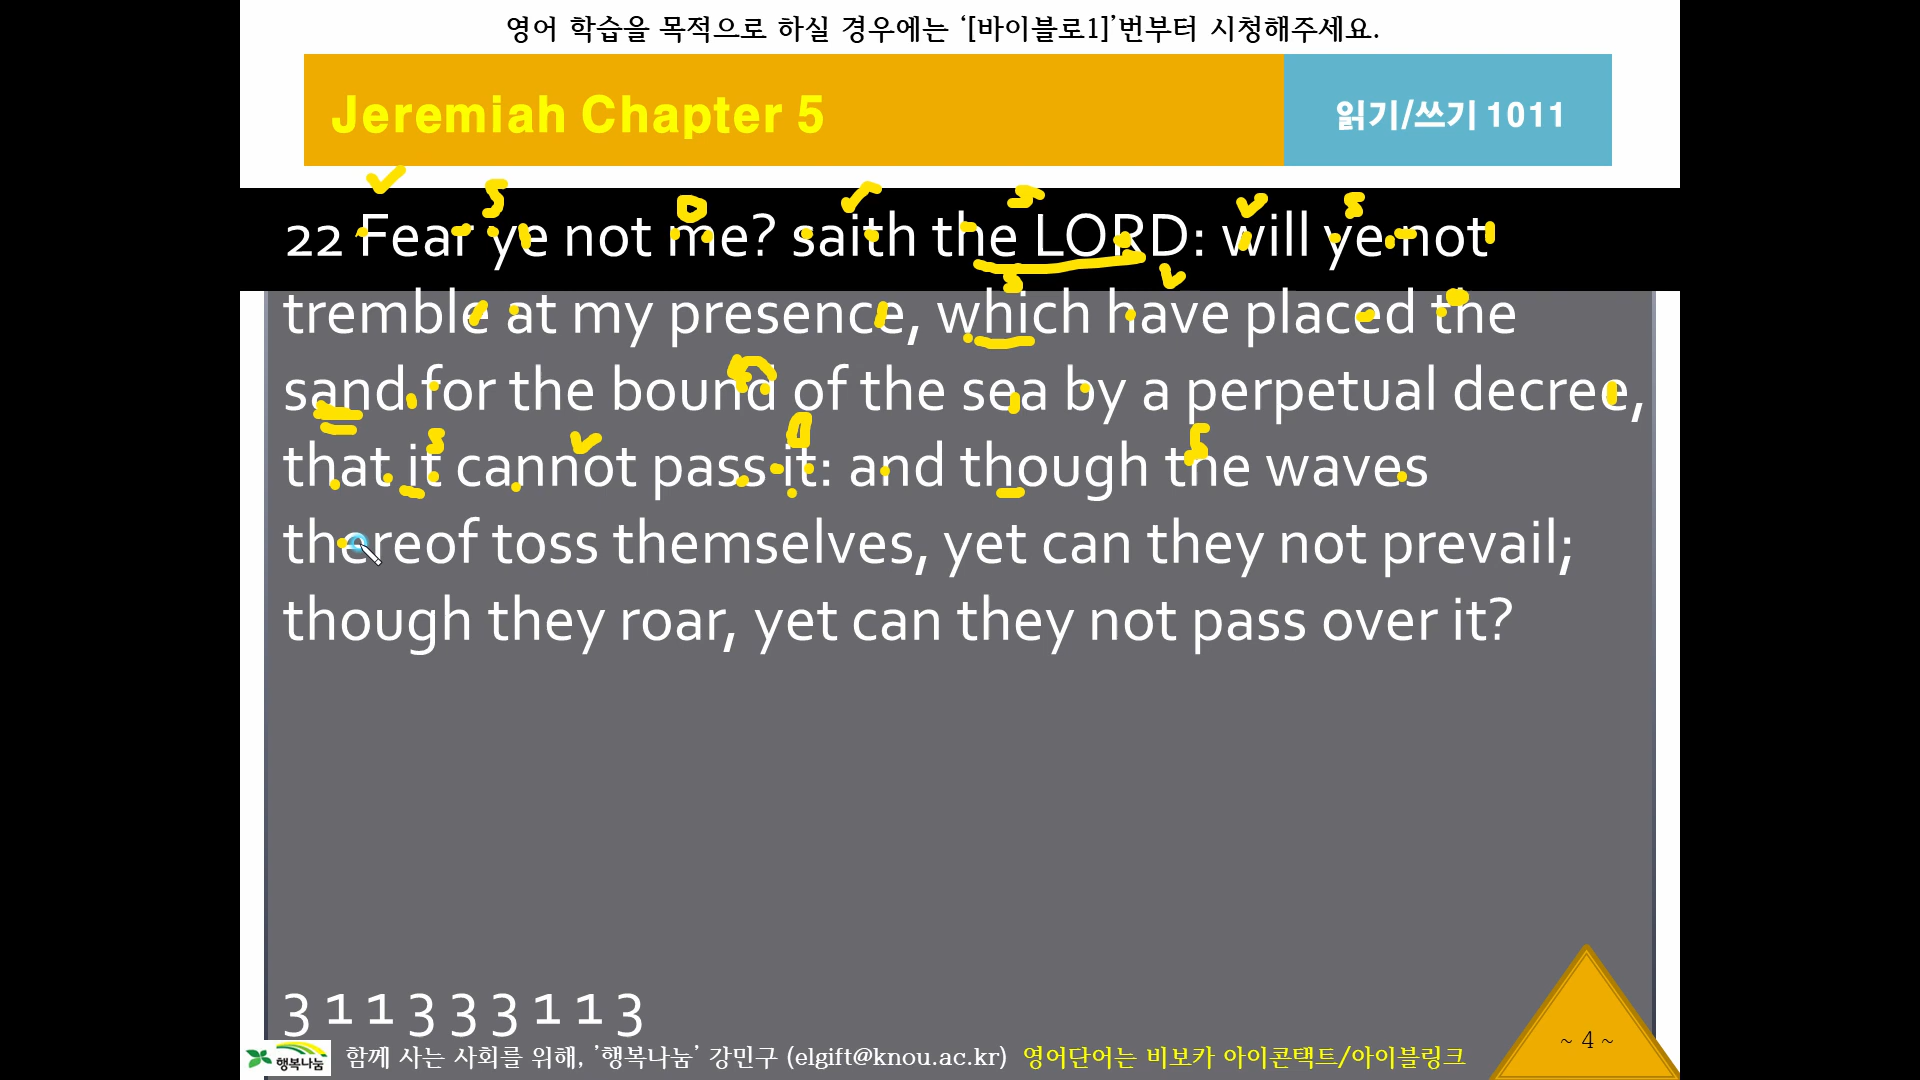 영어 학습을 목적으로 하실 경우에는 ‘[바이블로1]’번부터 시청해주세요.
Jeremiah Chapter 5
읽기/쓰기 1011
22 Fear ye not me? saith the LORD: will ye not
tremble at my presence, which have placed the
sand for the bound of the sea by a perpetual decree,
that it cannot pass it: and though the waves
thereof toss themselves, yet can they not prevail;
though they roar, yet can they not pass over it?
3 1 1 3 3 3 1 1 3
~ 4 ~
행복나눔 함께 사는 사회를 위해, ’행복나눔’ 강민구 (elgift@knou.ac.kr) 영어단어는 비보카 아이콘택트/아이블링크